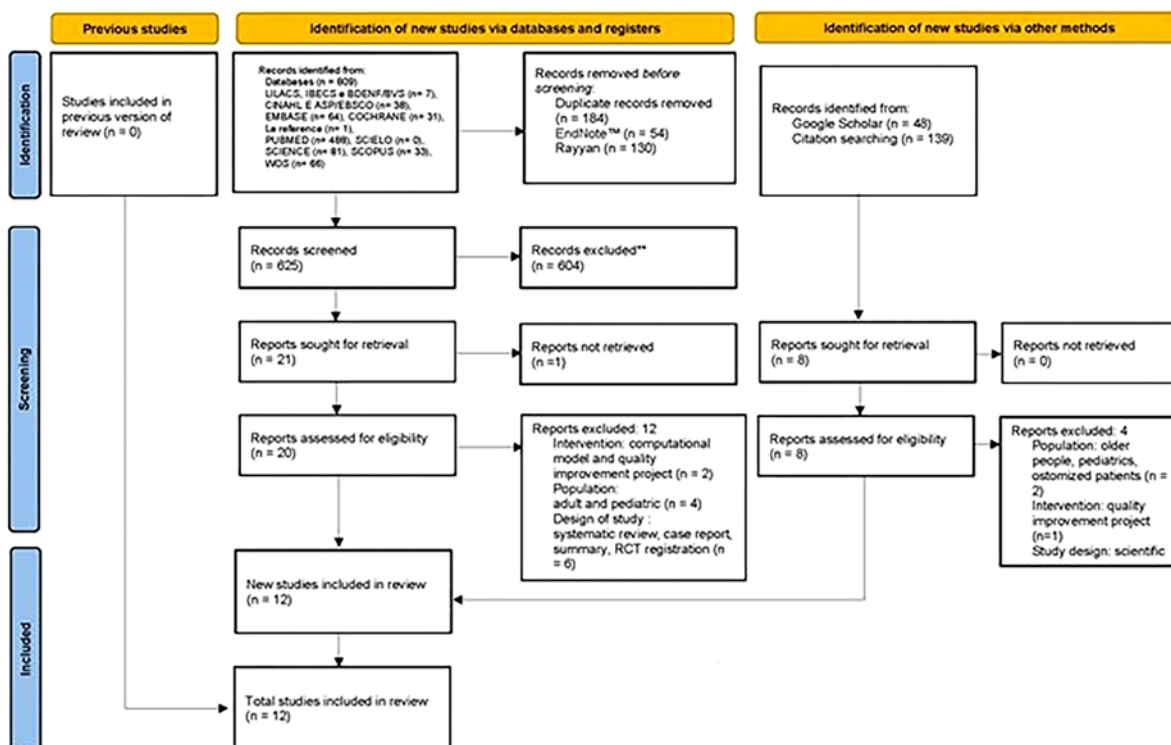 Previous studies
Identification of new studies via databases and registers
Identification of new studies via other methods
Identification
Studies included in
previous version of
review (n = 0)
Records identified from:
Databases (n = 809)
LILACS, IBECS e BDENF/BVS (n= 7),
CINAHL E ASP/EBSCO (n= 38),
EMBASE (n= 64), COCHRANE (n= 31),
La reference (n= 1),
PUBMED (n= 488), SCIELO (n= 0),
SCIENCE (n= 81), SCOPUS (n= 33),
WOS (n= 66)
Records removed before
screening:
Duplicate records removed
(n = 184)
EndNote™ (n = 54)
Rayyan (n = 130)
Records identified from:
Google Scholar (n = 48)
Citation searching (n = 139)
Screening
Records screened
(n = 625)
Records excluded**
(n = 604)
Reports sought for retrieval
(n = 21)
Reports not retrieved
(n =1)
Reports sought for retrieval
(n = 8)
Reports not retrieved
(n = 0)
Reports assessed for eligibility
(n = 20)
Reports excluded: 12
Intervention: computational
model and quality
improvement project (n = 2)
Population:
adult and pediatric (n = 4)
Design of study :
systematic review, case report,
summary, RCT registration (n
= 6)
Reports assessed for eligibility
(n = 8)
Reports excluded: 4
Population: older
people, pediatrics,
ostomized patients (n =
2)
Intervention: quality
improvement project
(n=1)
Study design: scientific
Included
New studies included in review
(n = 12)
Total studies included in review
(n = 12)